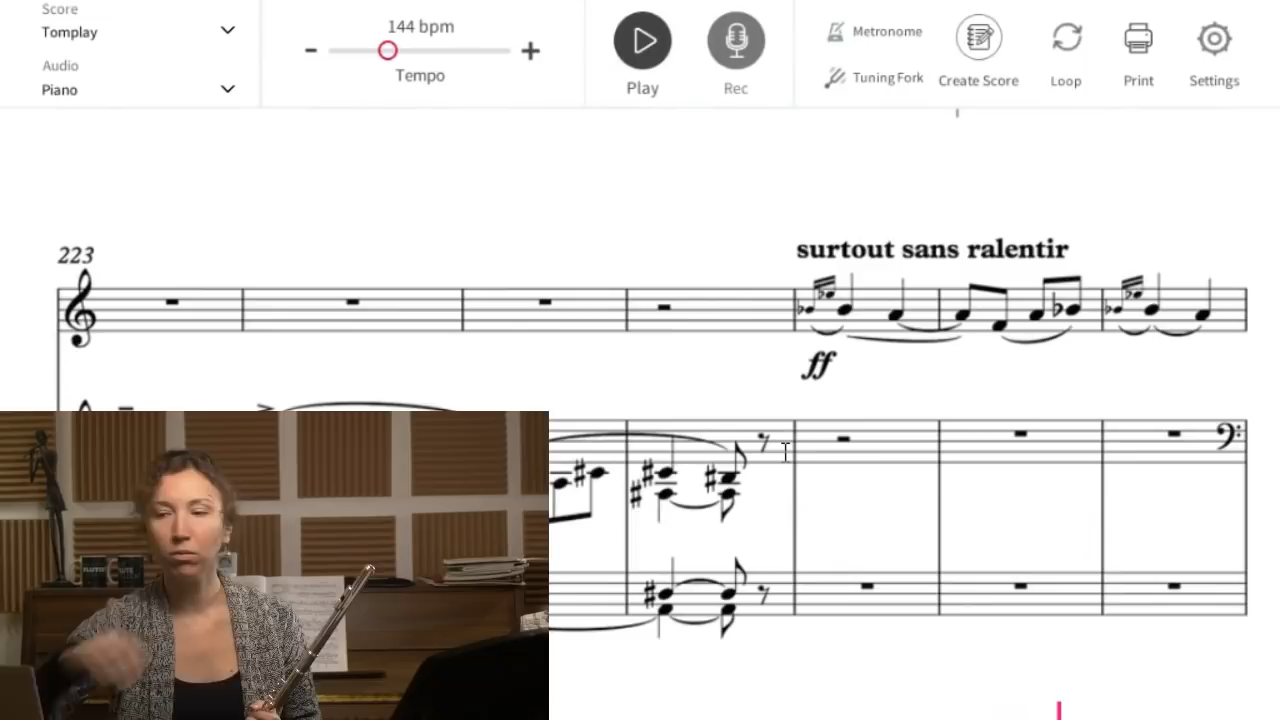 Score
Tomplay
Audio
Piano
144 bpm
Tempo
Play
Rec
Metronome
Tuning Fork
Create Score
Loop
Print
Settings
223
surtout sans ralentir
ff